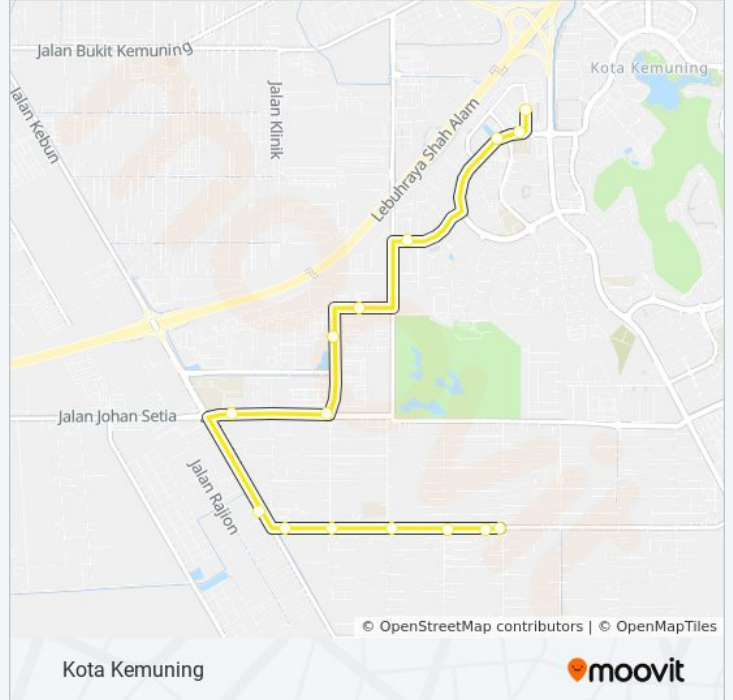 Jalan Bukit Kemuning
Kota Kemuning
Jalan Klinik
Jalan Kebun
Lebuhraya Shah Alam
Jalan Johan Setia
Jalan Rajion
© OpenStreetMap contributors | © OpenMapTiles
Kota Kemuning
moovit
moovit